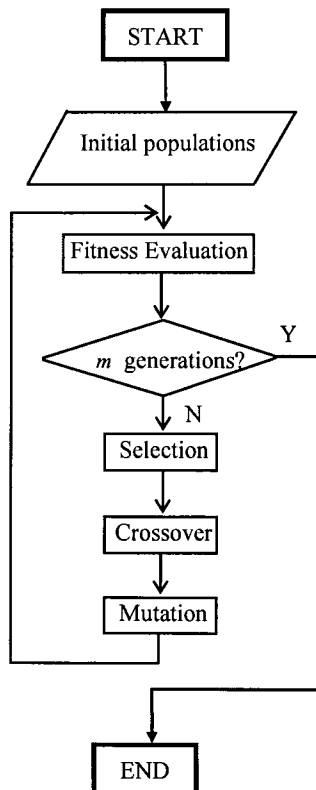 START
Initial populations
Fitness Evaluation
Y
m generations?
N
Selection
Crossover
Mutation
END